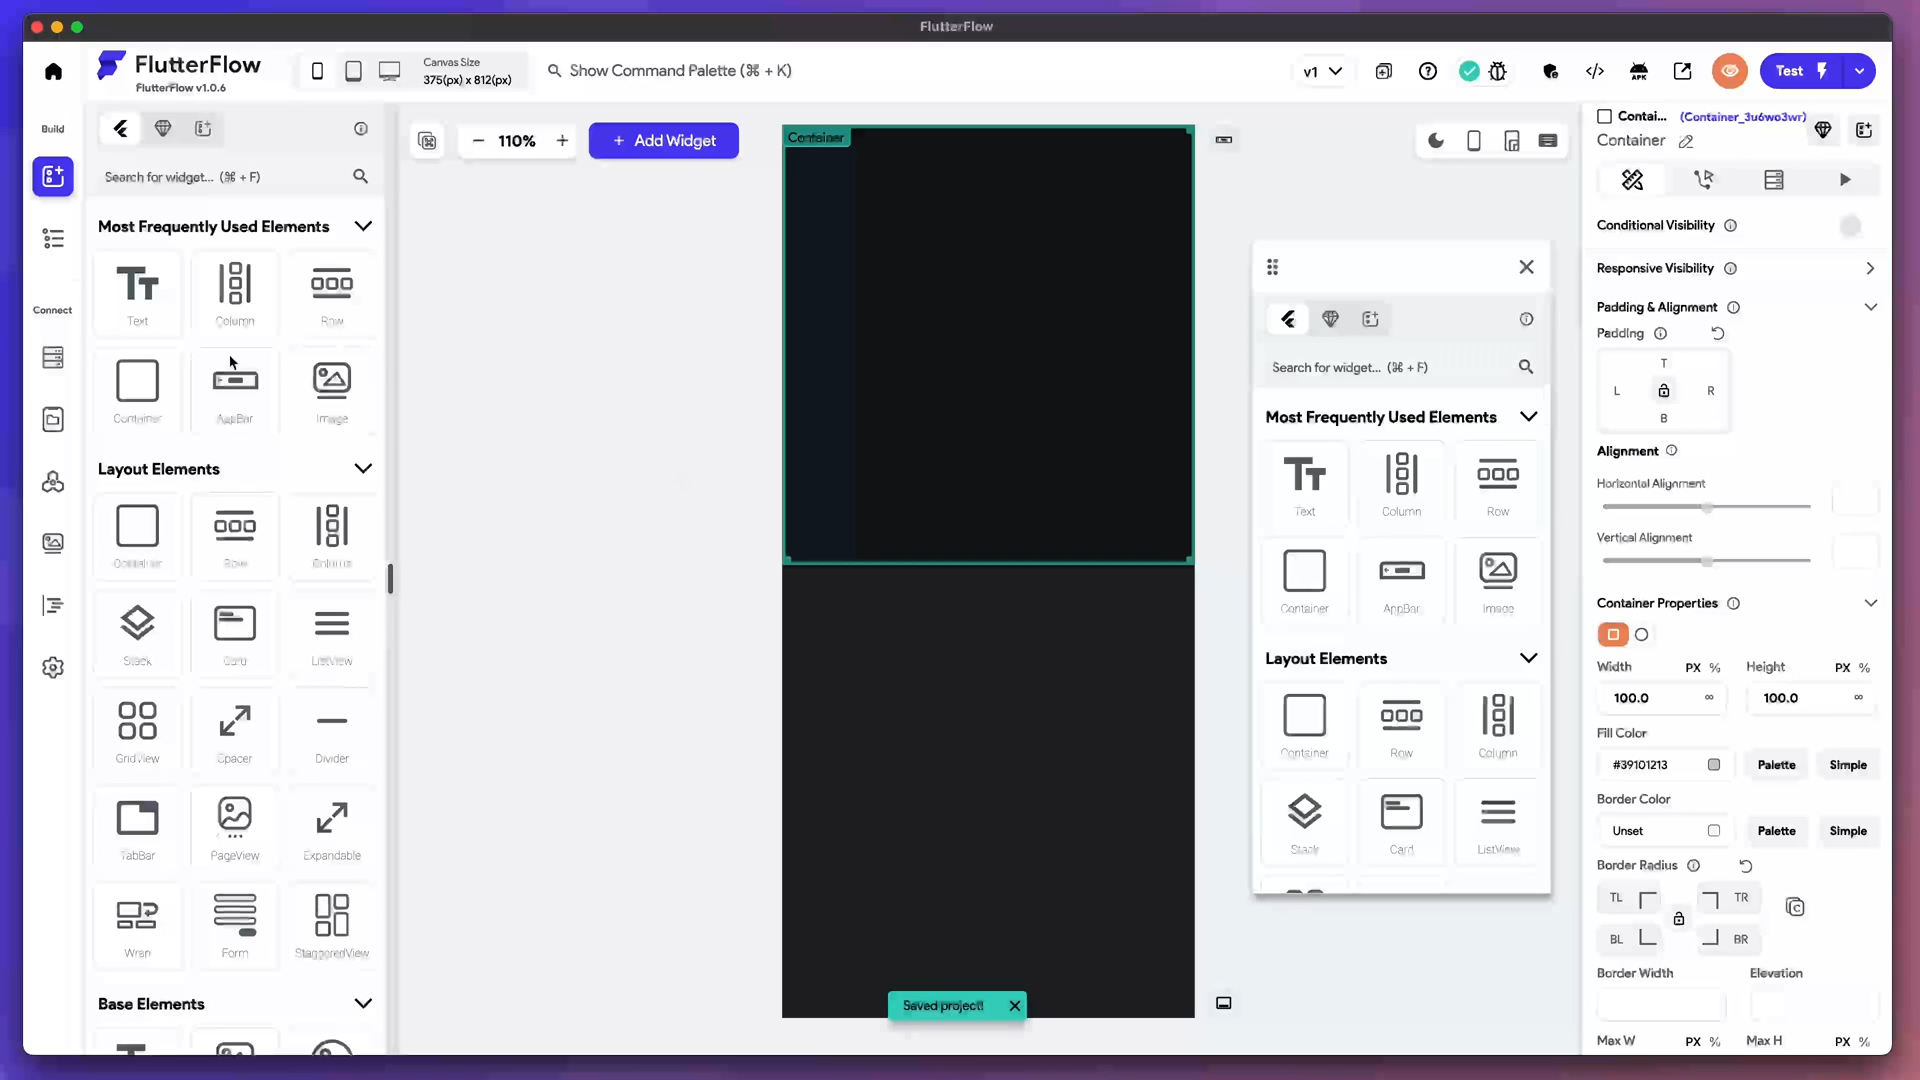 FlutterFlow
FlutterFlow
FlutterFlow v1.0.6
Canvas Size
375(px) x 812(px)
Show Command Palette (⌘ + K)
v1
APK
Test
Build
Connect
Search for widget... (⌘ + F)
Most Frequently Used Elements
Text
Column
Row
Container
AppBar
Image
Layout Elements
Container
Row
Column
Stack
Card
ListView
GridView
Spacer
Divider
TabBar
PageView
Expandable
Wrap
Form
StaggeredView
Base Elements
110%
+ Add Widget
Container
Saved project!
Search for widget... (⌘ + F)
Most Frequently Used Elements
Text
Column
Row
Container
AppBar
Image
Layout Elements
Container
Row
Column
Stack
Card
ListView
Contai... (Container_3u6wo3wr)
Container
Conditional Visibility
Responsive Visibility
Padding & Alignment
Padding
T
L
R
B
Alignment
Horizontal Alignment
Vertical Alignment
Container Properties
Width PX % Height PX %
100.0 ∞ 100.0 ∞
Fill Color
#39101213 Palette Simple
Border Color
Unset Palette Simple
Border Radius
TL TR
BL BR
Border Width Elevation
Max W PX % Max H PX %